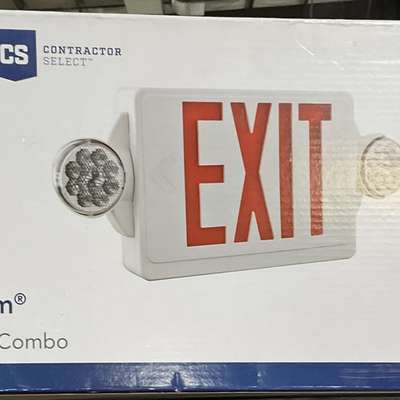 CS
CONTRACTOR
SELECT™
EXIT
m®
Combo